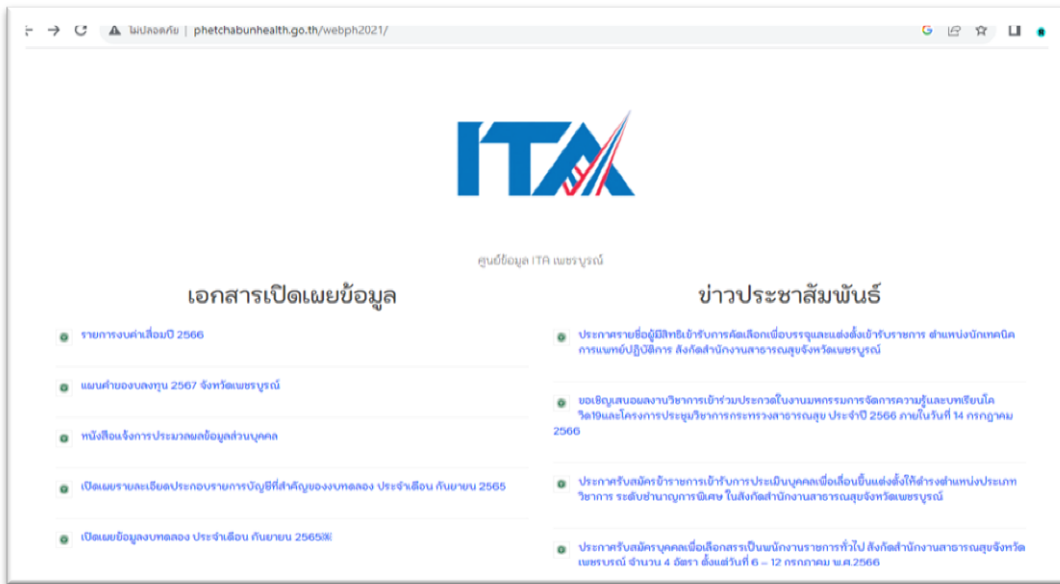 ไม่ปลอดภัย | phetchabunhealth.go.th/webph2021/
ITA
ศูนย์ข้อมูล ITA เพชรบูรณ์
เอกสารเปิดเผยข้อมูล
รายการงบค่าเสื่อมปี 2566
แผนคำของบลงทุน 2567 จังหวัดเพชรบูรณ์
หนังสือแจ้งการประมวลผลข้อมูลส่วนบุคคล
เปิดเผยรายละเอียดประกอบรายการบัญชีที่สำคัญของงบทดลอง ประจำเดือน กันยายน 2565
เปิดเผยข้อมูลงบทดลอง ประจำเดือน กันยายน 2565
ข่าวประชาสัมพันธ์
ประกาศรายชื่อผู้มีสิทธิเข้ารับการคัดเลือกเพื่อบรรจุและแต่งตั้งเข้ารับราชการ ตำแหน่งนักเทคนิค
การแพทย์ปฏิบัติการ สังกัดสำนักงานสาธารณสุขจังหวัดเพชรบูรณ์
ขอเชิญเสนอผลงานวิชาการเข้าร่วมประกวดในงานมหกรรมการจัดการความรู้และบทเรียนโค
วิด19และโครงการประชุมวิชาการกระทรวงสาธารณสุข ประจำปี 2566 ภายในวันที่ 14 กรกฎาคม
2566
ประกาศรับสมัครข้าราชการเข้ารับการประเมินบุคคลเพื่อเลื่อนขึ้นแต่งตั้งให้ดำรงตำแหน่งประเภท
วิชาการ ระดับชำนาญการพิเศษ ในสังกัดสำนักงานสาธารณสุขจังหวัดเพชรบูรณ์
ประกาศรับสมัครบุคคลเพื่อเลือกสรรเป็นพนักงานราชการทั่วไป สังกัดสำนักงานสาธารณสุขจังหวัด
เพชรบูรณ์ จำนวน 4 อัตรา ตั้งแต่วันที่ 6 – 12 กรกฎาคม พ.ศ.2566